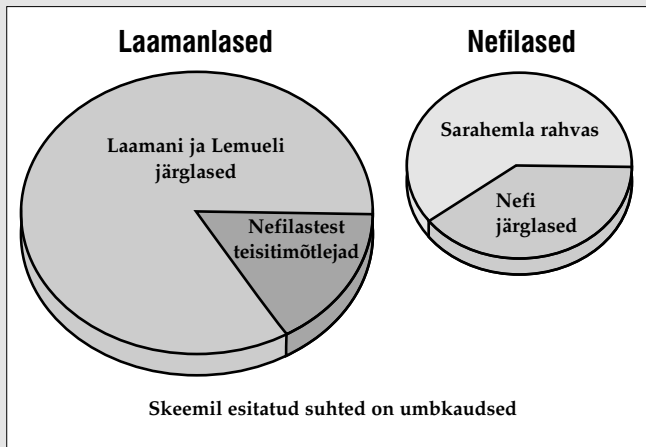 Laamanlased
Nefilased
Laamani ja Lemueli
järglased
Nefilastest
teisitimõtlejad
Sarahemla rahvas
Nefi
järglased
Skeemil esitatud suhted on umbkaudsed